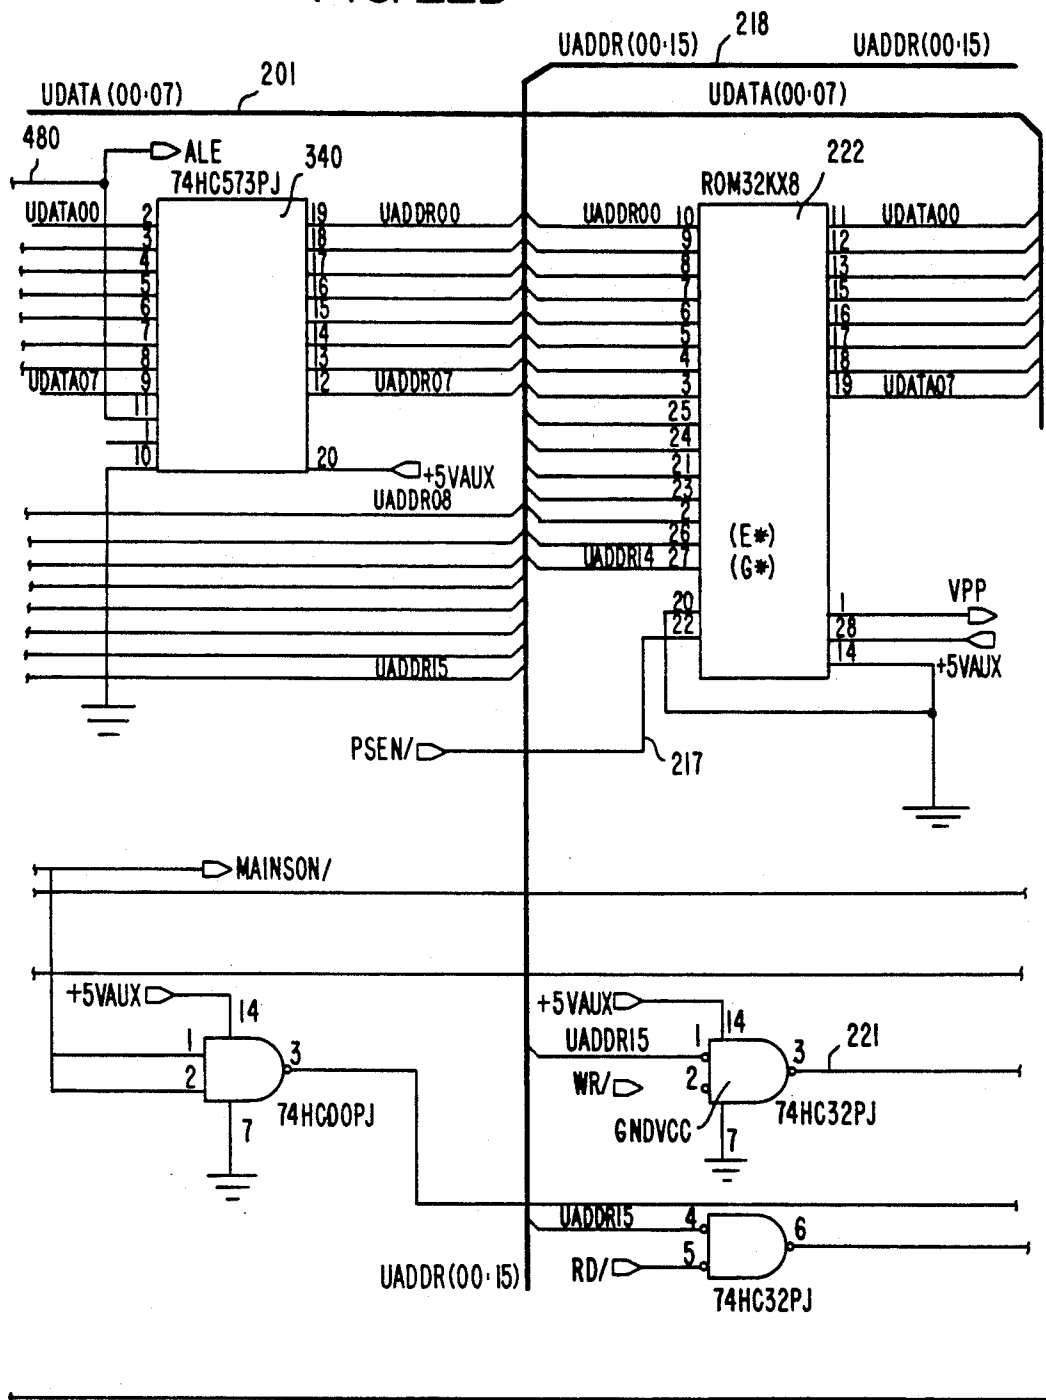 218
UADDR(00:15)
UADDR(00:15)
201
UDATA(00:07)
UDATA(00:07)
480
ALE
340
222
74HC573PJ
ROM32KX8
UDATA00
2
19
UADDR00
UADDR00
10
11
UDATA00
3
18
9
12
4
17
8
13
5
16
7
15
6
15
6
16
7
14
5
17
8
13
4
18
UDATA07
9
12
UADDR07
3
19
UDATA07
11
25
1
24
10
20
+5VAUX
21
UADDR08
23
2
26
(E*)
UADDR14
27
(G*)
20
1
VPP
22
28
14
+5VAUX
UADDR15
PSEN/
217
MAINSON/
+5VAUX
14
+5VAUX
14
1
3
UADDR15
1
3
221
2
WR/
2
74HC00PJ
GNDVCC
74HC32PJ
7
7
UADDR15
4
6
UADDR(00:15)
RD/
5
74HC32PJ